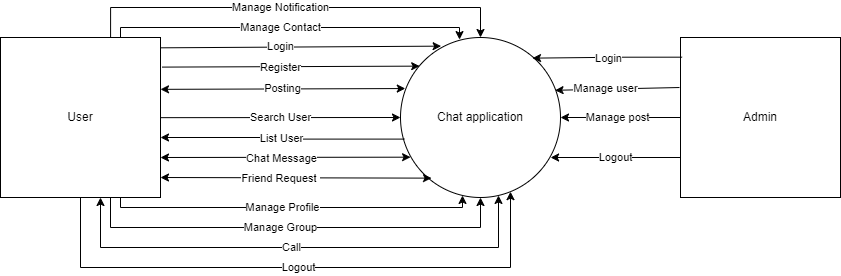 Manage Notification
Manage Contact
Login
Register
Posting
Search User
List User
Chat Message
Friend Request
Manage Profile
Manage Group
Call
Logout
User
Chat application
Login
Manage user
Manage post
Logout
Admin